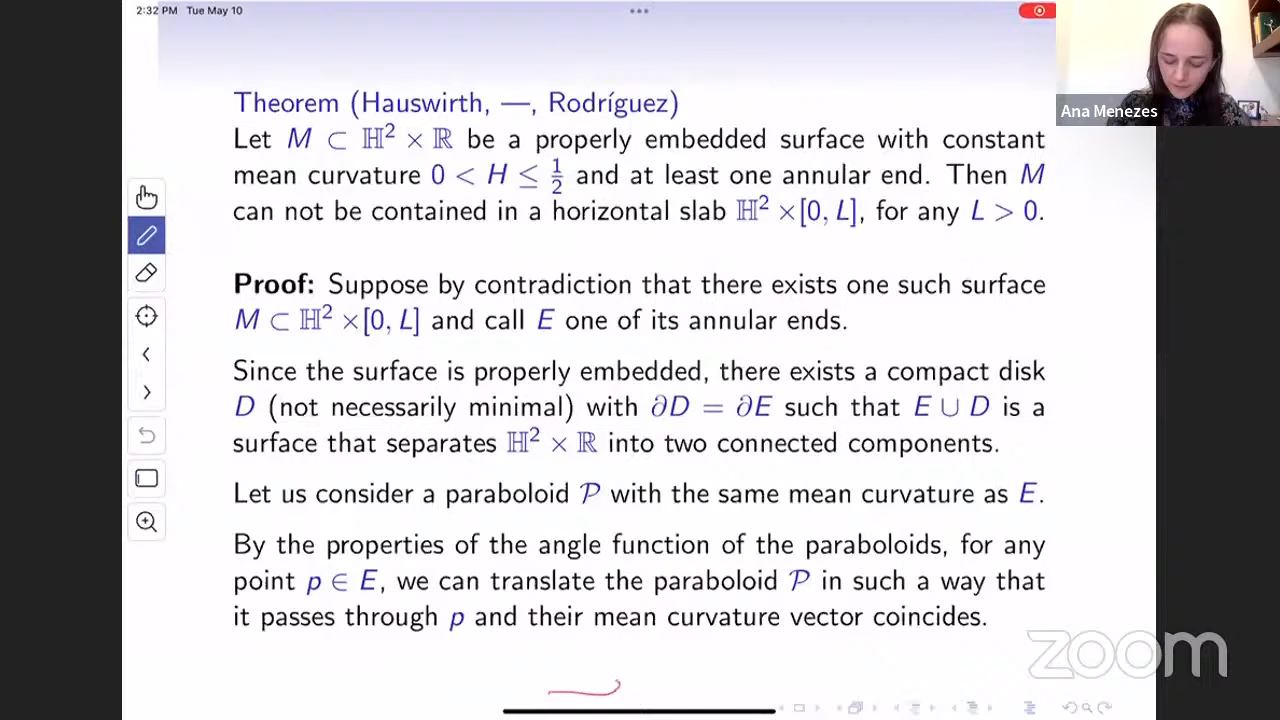 2:32 PM Tue May 10
Ana Menezes
Theorem (Hauswirth, —, Rodríguez)
Let M ⊂ ℍ² × ℝ be a properly embedded surface with constant
mean curvature 0 < H ≤ 1/2 and at least one annular end. Then M
can not be contained in a horizontal slab ℍ² ×[0, L], for any L > 0.
Proof: Suppose by contradiction that there exists one such surface
M ⊂ ℍ² ×[0, L] and call E one of its annular ends.
Since the surface is properly embedded, there exists a compact disk
D (not necessarily minimal) with ∂D = ∂E such that E ∪ D is a
surface that separates ℍ² × ℝ into two connected components.
Let us consider a paraboloid 𝒫 with the same mean curvature as E.
By the properties of the angle function of the paraboloids, for any
point p ∈ E, we can translate the paraboloid 𝒫 in such a way that
it passes through p and their mean curvature vector coincides.
zoom